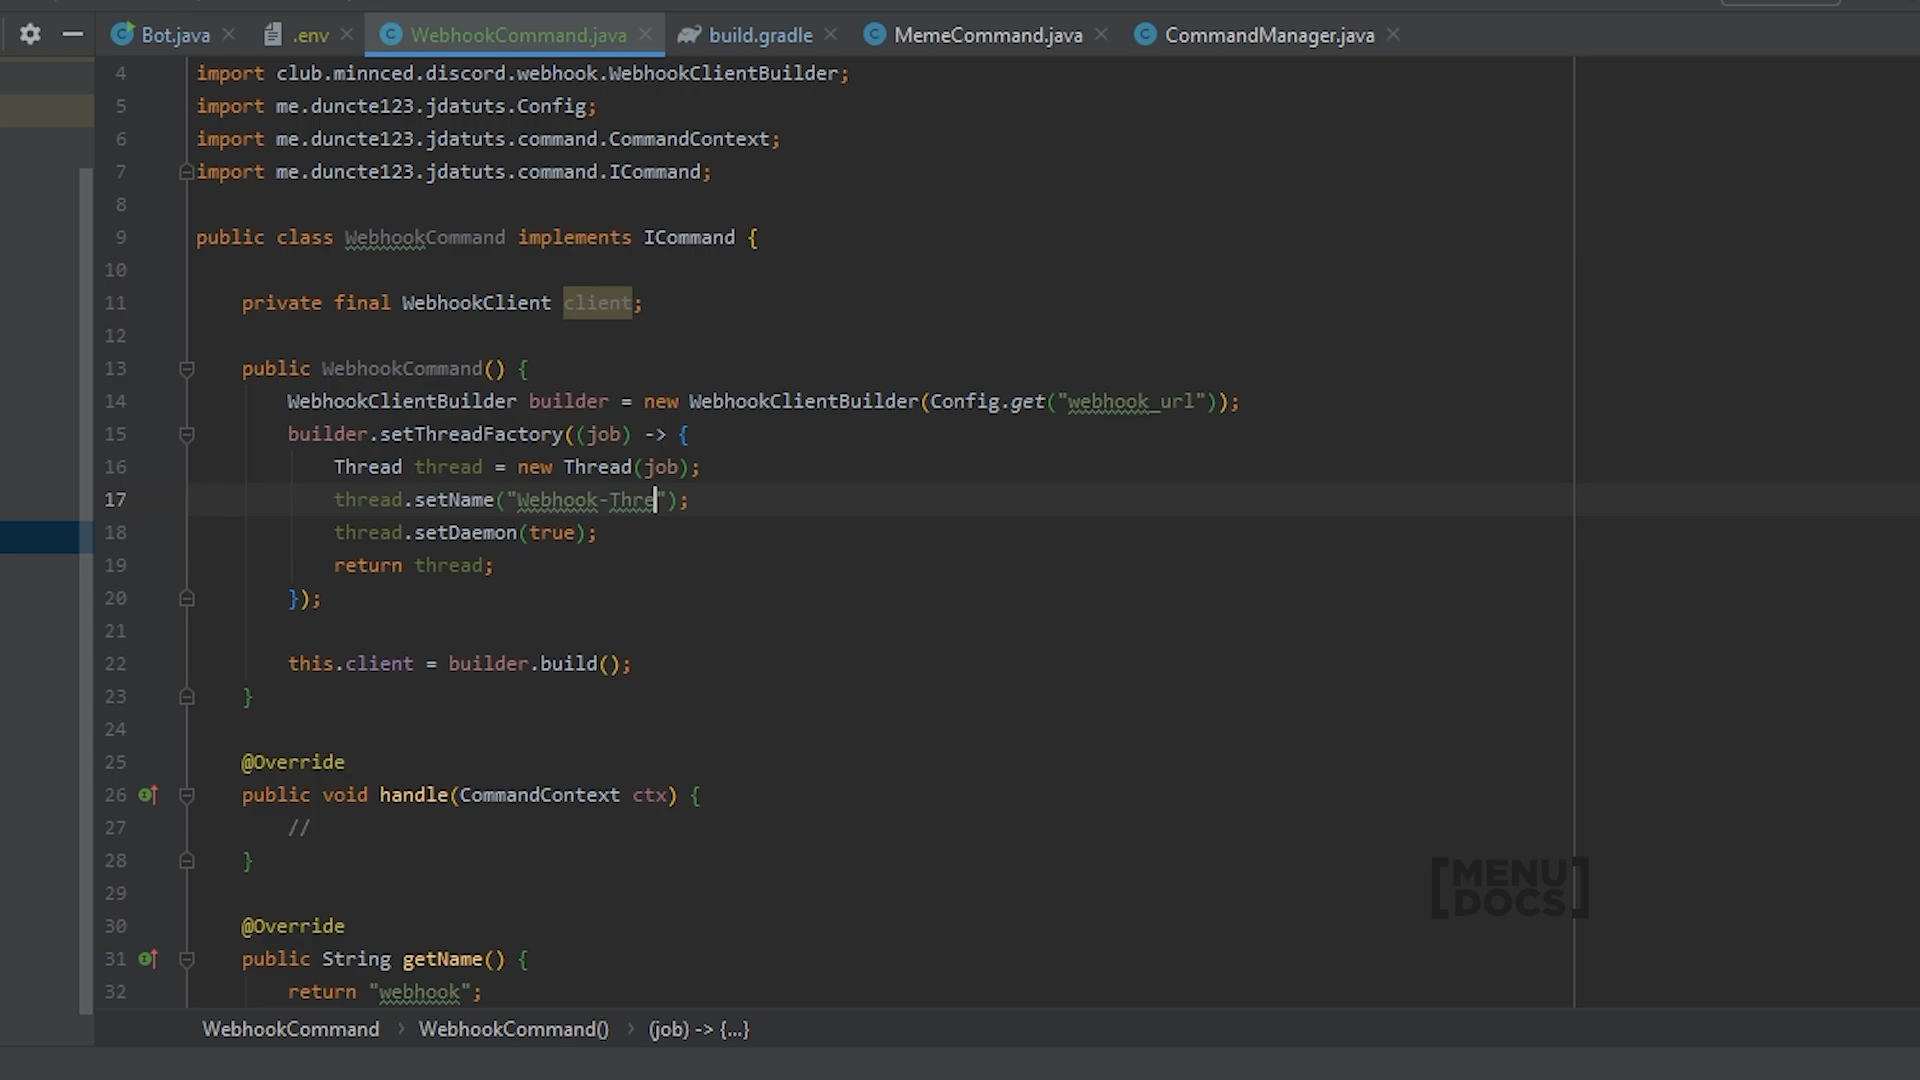 Bot.java .env WebhookCommand.java build.gradle MemeCommand.java CommandManager.java
4 import club.minnced.discord.webhook.WebhookClientBuilder;
5 import me.duncte123.jdatuts.Config;
6 import me.duncte123.jdatuts.command.CommandContext;
7 import me.duncte123.jdatuts.command.ICommand;
8
9 public class WebhookCommand implements ICommand {
10
11 private final WebhookClient client;
12
13 public WebhookCommand() {
14 WebhookClientBuilder builder = new WebhookClientBuilder(Config.get("webhook_url"));
15 builder.setThreadFactory((job) -> {
16 Thread thread = new Thread(job);
17 thread.setName("Webhook-Thre");
18 thread.setDaemon(true);
19 return thread;
20 });
21
22 this.client = builder.build();
23 }
24
25 @Override
26 public void handle(CommandContext ctx) {
27 //
28 }
29
30 @Override
31 public String getName() {
32 return "webhook";
[MENU DOCS]
WebhookCommand › WebhookCommand() › (job) -> {...}